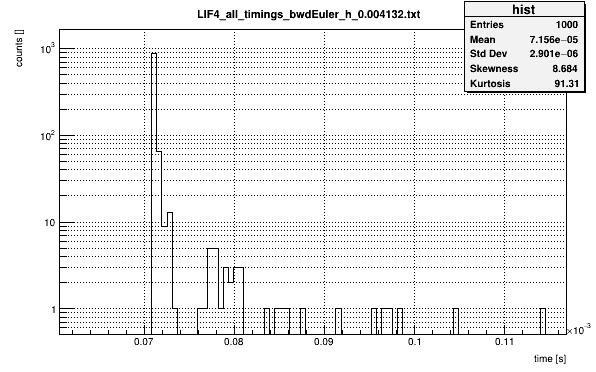 LIF4_all_timings_bwdEuler_h_0.004132.txt
hist
Entries 1000
Mean 7.156e−05
Std Dev 2.901e−06
Skewness 8.684
Kurtosis 91.31
counts []
10³
10²
10
1
0.07 0.08 0.09 0.1 0.11
×10⁻³
time [s]